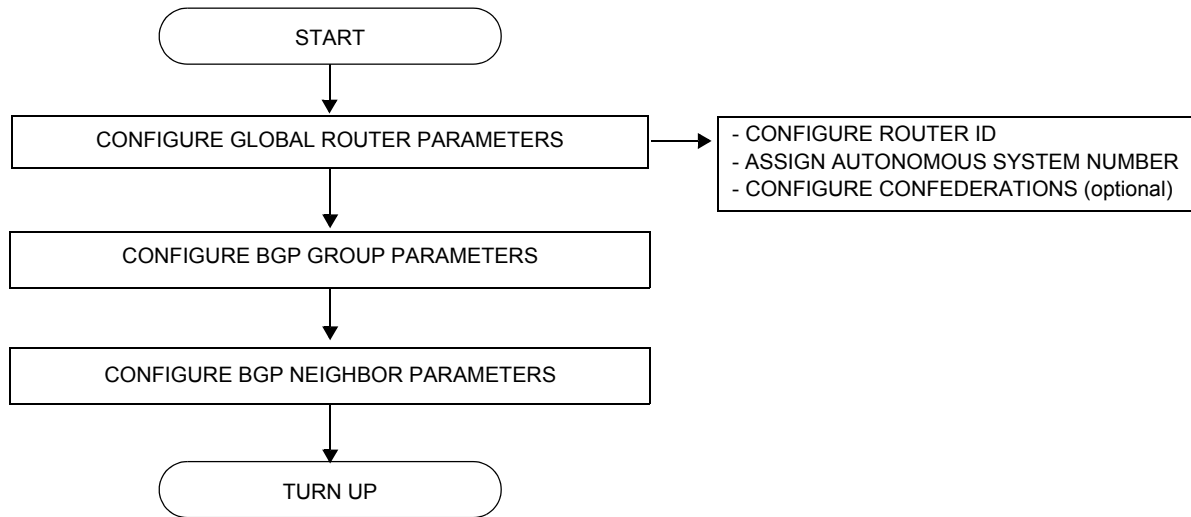 START
CONFIGURE GLOBAL ROUTER PARAMETERS
- CONFIGURE ROUTER ID
- ASSIGN AUTONOMOUS SYSTEM NUMBER
- CONFIGURE CONFEDERATIONS (optional)
CONFIGURE BGP GROUP PARAMETERS
CONFIGURE BGP NEIGHBOR PARAMETERS
TURN UP